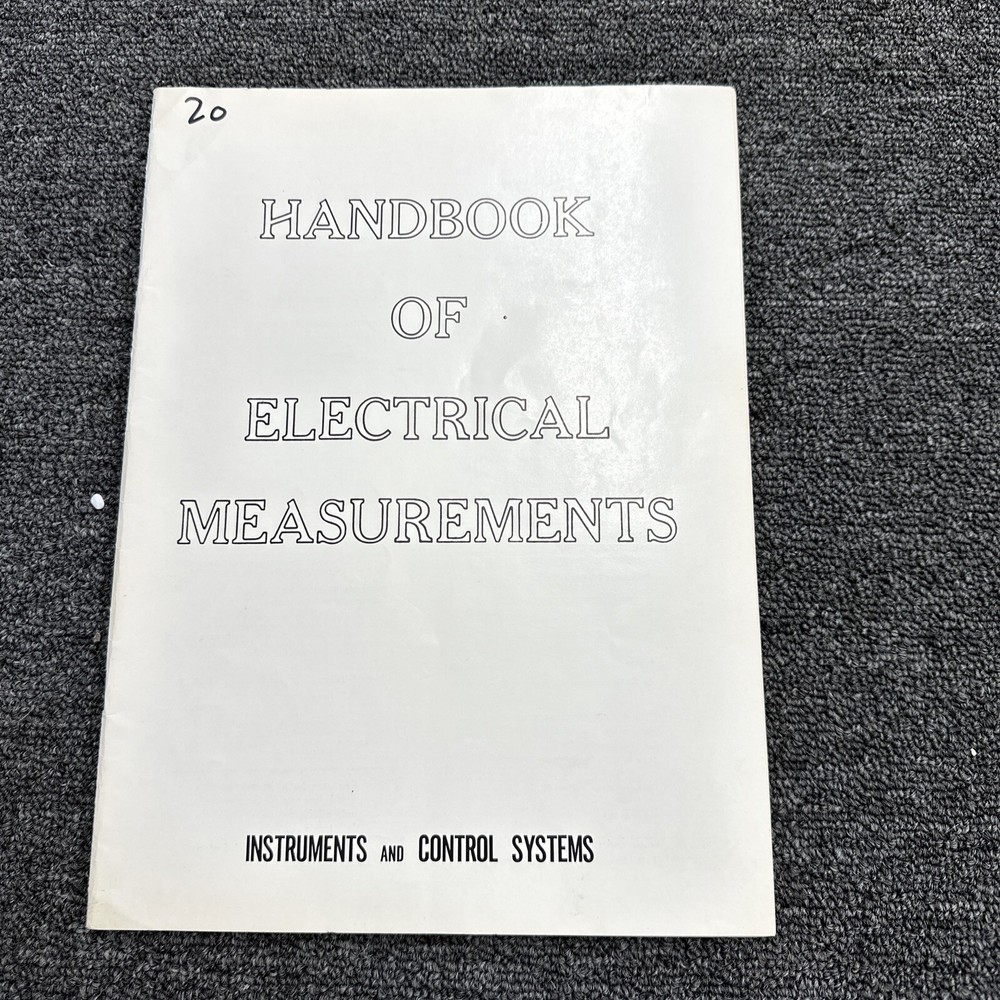 20
HANDBOOK
OF
ELECTRICAL
MEASUREMENTS
INSTRUMENTS AND CONTROL SYSTEMS